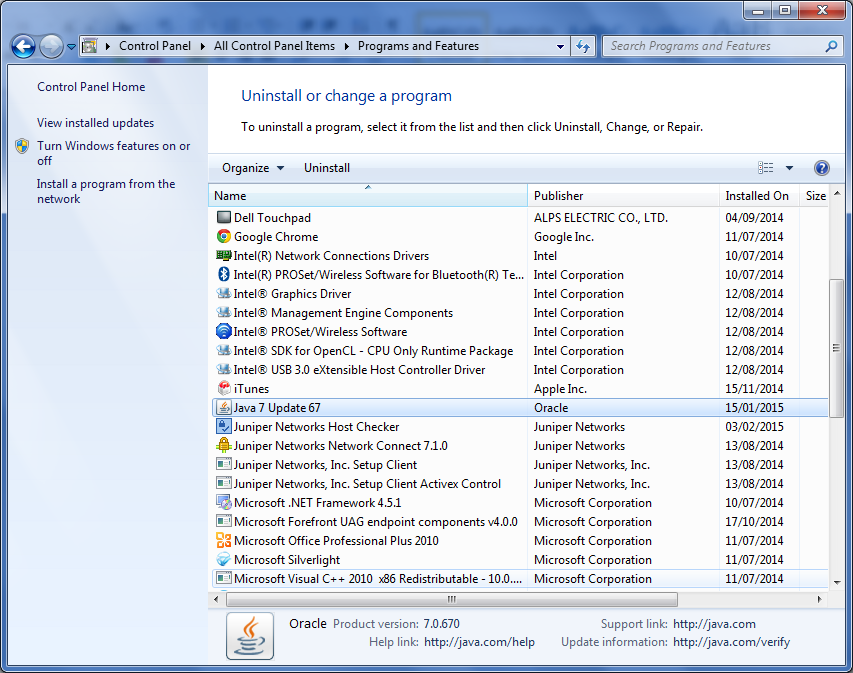 Control Panel All Control Panel Items Programs and Features Search Programs and Features
Control Panel Home
View installed updates
Turn Windows features on or
off
Install a program from the
network
Uninstall or change a program
To uninstall a program, select it from the list and then click Uninstall, Change, or Repair.
Organize Uninstall
Name Publisher Installed On Size
Dell Touchpad ALPS ELECTRIC CO., LTD. 04/09/2014
Google Chrome Google Inc. 11/07/2014
Intel(R) Network Connections Drivers Intel 10/07/2014
Intel(R) PROSet/Wireless Software for Bluetooth(R) Te... Intel Corporation 10/07/2014
Intel® Graphics Driver Intel Corporation 12/08/2014
Intel® Management Engine Components Intel Corporation 12/08/2014
Intel® PROSet/Wireless Software Intel Corporation 12/08/2014
Intel® SDK for OpenCL - CPU Only Runtime Package Intel Corporation 12/08/2014
Intel® USB 3.0 eXtensible Host Controller Driver Intel Corporation 12/08/2014
iTunes Apple Inc. 15/11/2014
Java 7 Update 67 Oracle 15/01/2015
Juniper Networks Host Checker Juniper Networks 03/02/2015
Juniper Networks Network Connect 7.1.0 Juniper Networks 13/08/2014
Juniper Networks, Inc. Setup Client Juniper Networks, Inc. 13/08/2014
Juniper Networks, Inc. Setup Client Activex Control Juniper Networks, Inc. 13/08/2014
Microsoft .NET Framework 4.5.1 Microsoft Corporation 10/07/2014
Microsoft Forefront UAG endpoint components v4.0.0 Microsoft Corporation 17/10/2014
Microsoft Office Professional Plus 2010 Microsoft Corporation 11/07/2014
Microsoft Silverlight Microsoft Corporation 11/07/2014
Microsoft Visual C++ 2010 x86 Redistributable - 10.0.... Microsoft Corporation 11/07/2014
Oracle Product version: 7.0.670 Support link: http://java.com
Help link: http://java.com/help Update information: http://java.com/verify